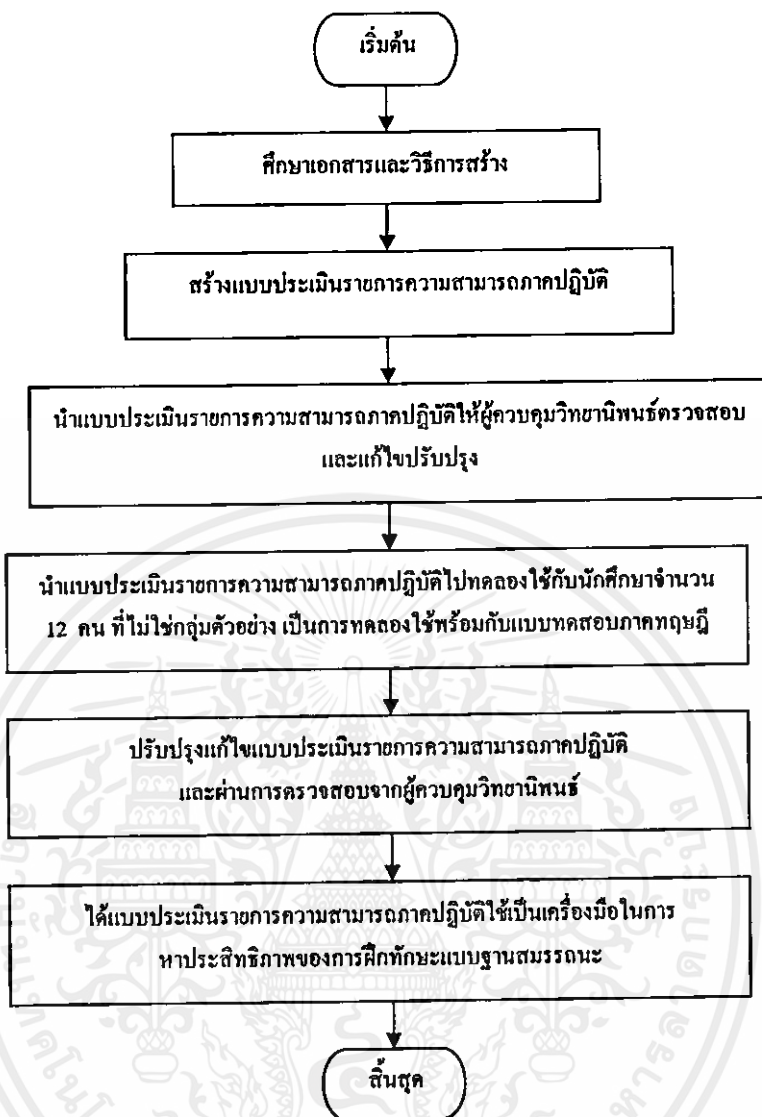 เริ่มต้น
ศึกษาเอกสารและวิธีการสร้าง
สร้างแบบประเมินรายการความสามารถภาคปฏิบัติ
นำแบบประเมินรายการความสามารถภาคปฏิบัติให้ผู้ควบคุมวิทยานิพนธ์ตรวจสอบ
และแก้ไขปรับปรุง
นำแบบประเมินรายการความสามารถภาคปฏิบัติไปทดลองใช้กับนักศึกษาจำนวน
12 คน ที่ไม่ใช่กลุ่มตัวอย่าง เป็นการทดลองใช้พร้อมกับแบบทดสอบภาคทฤษฎี
ปรับปรุงแก้ไขแบบประเมินรายการความสามารถภาคปฏิบัติ
และผ่านการตรวจสอบจากผู้ควบคุมวิทยานิพนธ์
ได้แบบประเมินรายการความสามารถภาคปฏิบัติใช้เป็นเครื่องมือในการ
หาประสิทธิภาพของการฝึกทักษะแบบฐานสมรรถนะ
สิ้นสุด